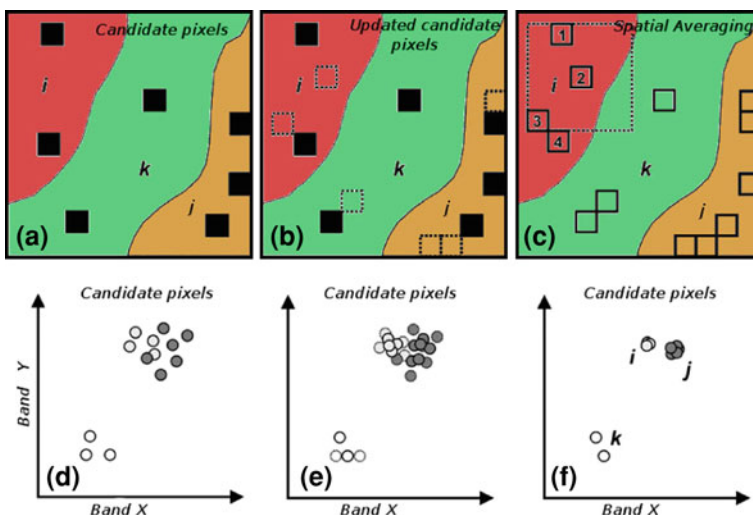 Candidate pixels
i
k
j
(a)
Updated candidate
pixels
i
k
j
(b)
Spatial Averaging
1
i
2
3
4
k
j
(c)
Candidate pixels
Band Y
(d)
Band X
Candidate pixels
(e)
Band X
Candidate pixels
i
j
k
(f)
Band X